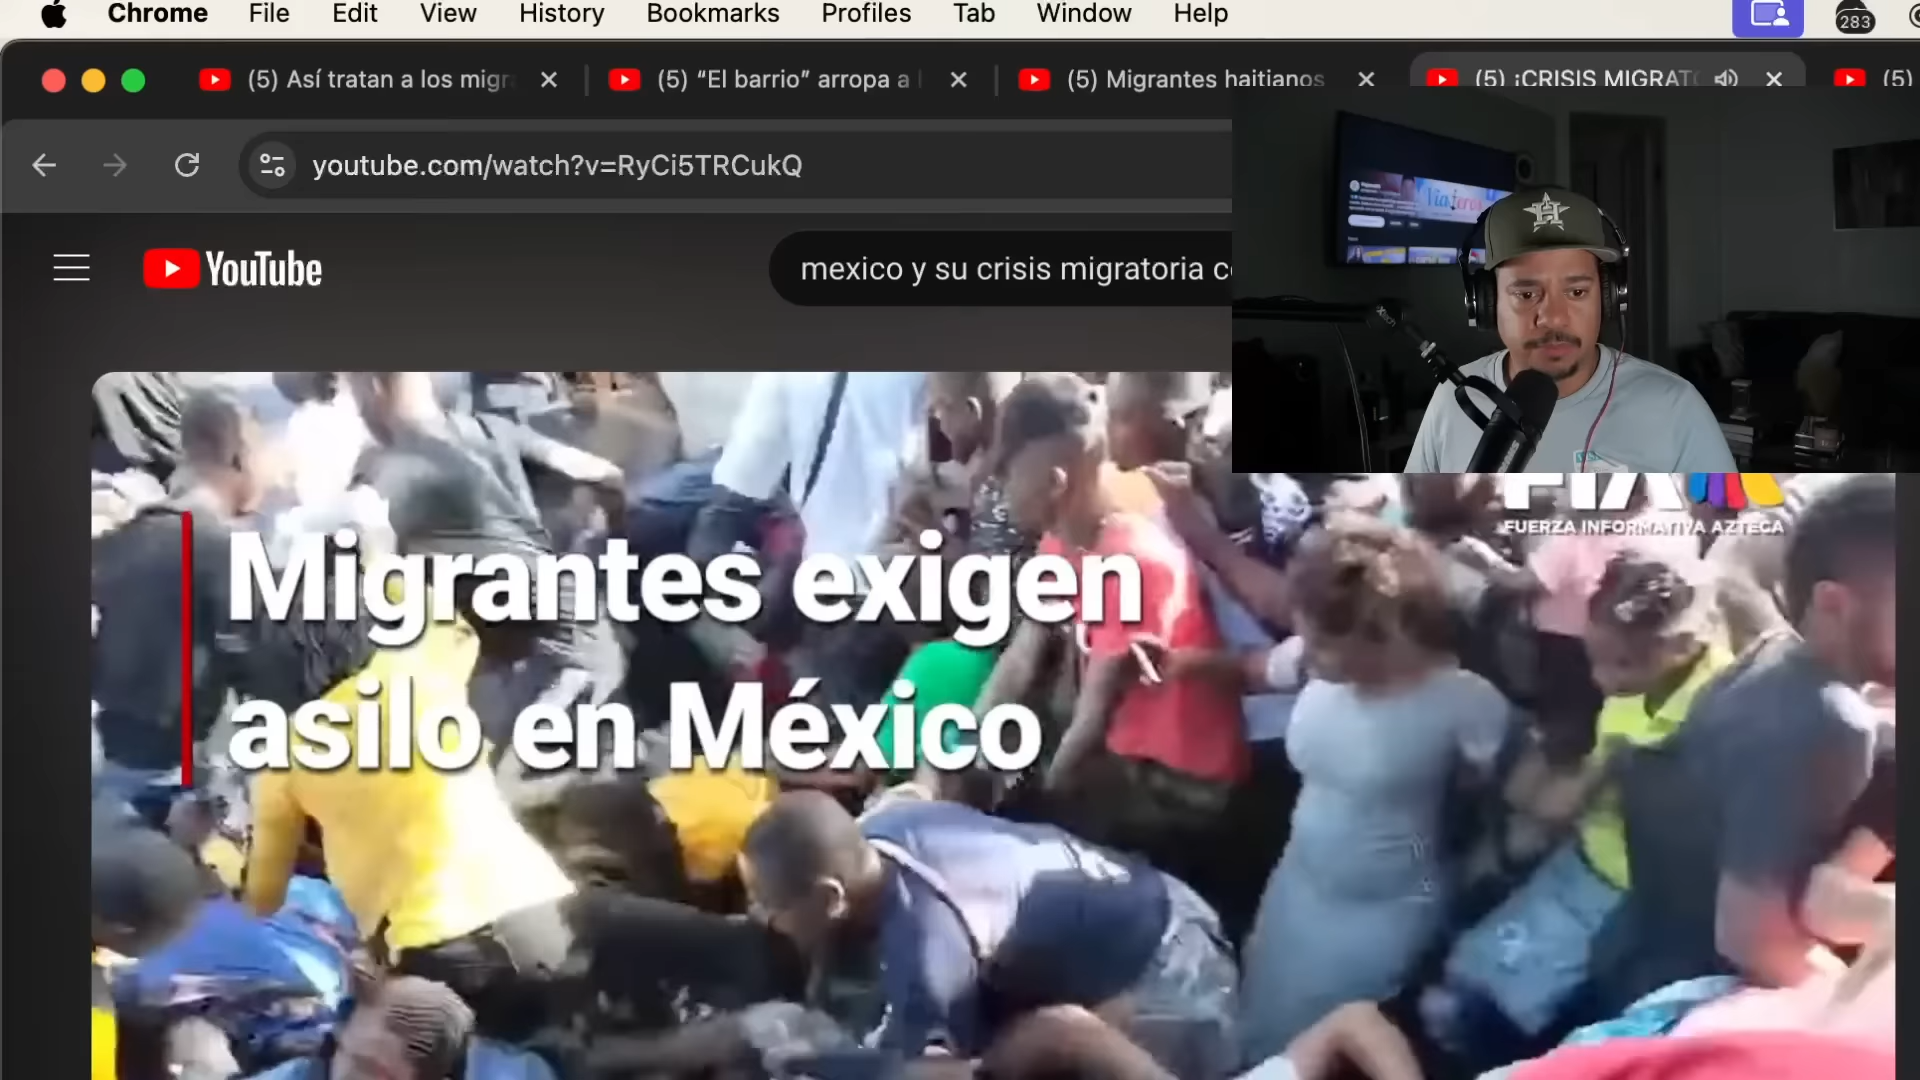 Chrome File Edit View History Bookmarks Profiles Tab Window Help
283
(5) Así tratan a los migr
(5) “El barrio” arropa a
(5) Migrantes haitianos
(5) ¡CRISIS MIGRAT
(5)
youtube.com/watch?v=RyCi5TRCukQ
YouTube
mexico y su crisis migratoria c
Viajeros
FIA
FUERZA INFORMATIVA AZTECA
Migrantes exigen
asilo en México